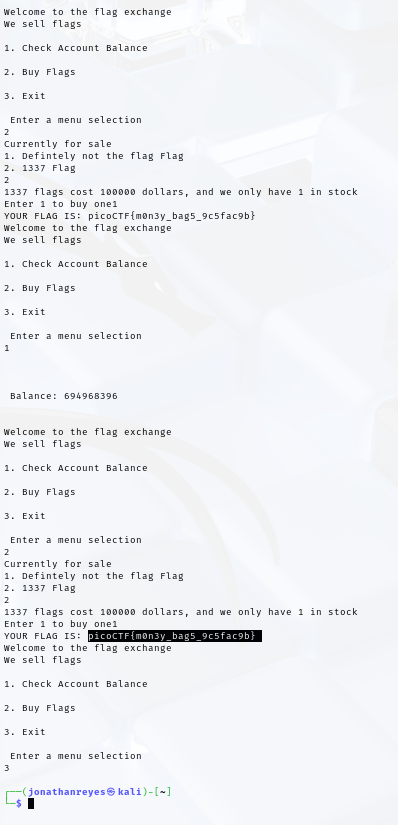 Welcome to the flag exchange
We sell flags
1. Check Account Balance
2. Buy Flags
3. Exit
Enter a menu selection
2
Currently for sale
1. Defintely not the flag Flag
2. 1337 Flag
2
1337 flags cost 100000 dollars, and we only have 1 in stock
Enter 1 to buy one1
YOUR FLAG IS: picoCTF{m0n3y_bag5_9c5fac9b}
Welcome to the flag exchange
We sell flags
1. Check Account Balance
2. Buy Flags
3. Exit
Enter a menu selection
1
Balance: 694968396
Welcome to the flag exchange
We sell flags
1. Check Account Balance
2. Buy Flags
3. Exit
Enter a menu selection
2
Currently for sale
1. Defintely not the flag Flag
2. 1337 Flag
2
1337 flags cost 100000 dollars, and we only have 1 in stock
Enter 1 to buy one1
YOUR FLAG IS: picoCTF{m0n3y_bag5_9c5fac9b}
Welcome to the flag exchange
We sell flags
1. Check Account Balance
2. Buy Flags
3. Exit
Enter a menu selection
3
┌──(jonathanreyes㉿kali)-[~]
└─$